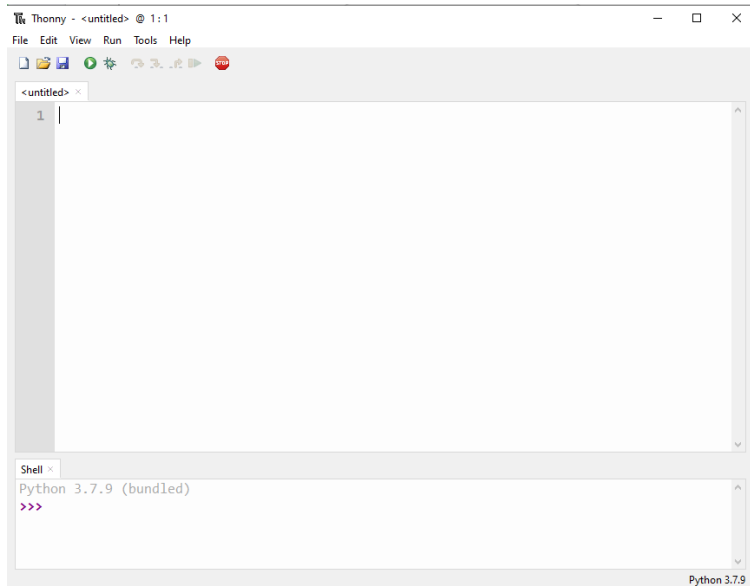 Thonny - <untitled> @ 1:1
File Edit View Run Tools Help
STOP
<untitled> ×
1
Shell ×
Python 3.7.9 (bundled)
>>>
Python 3.7.9